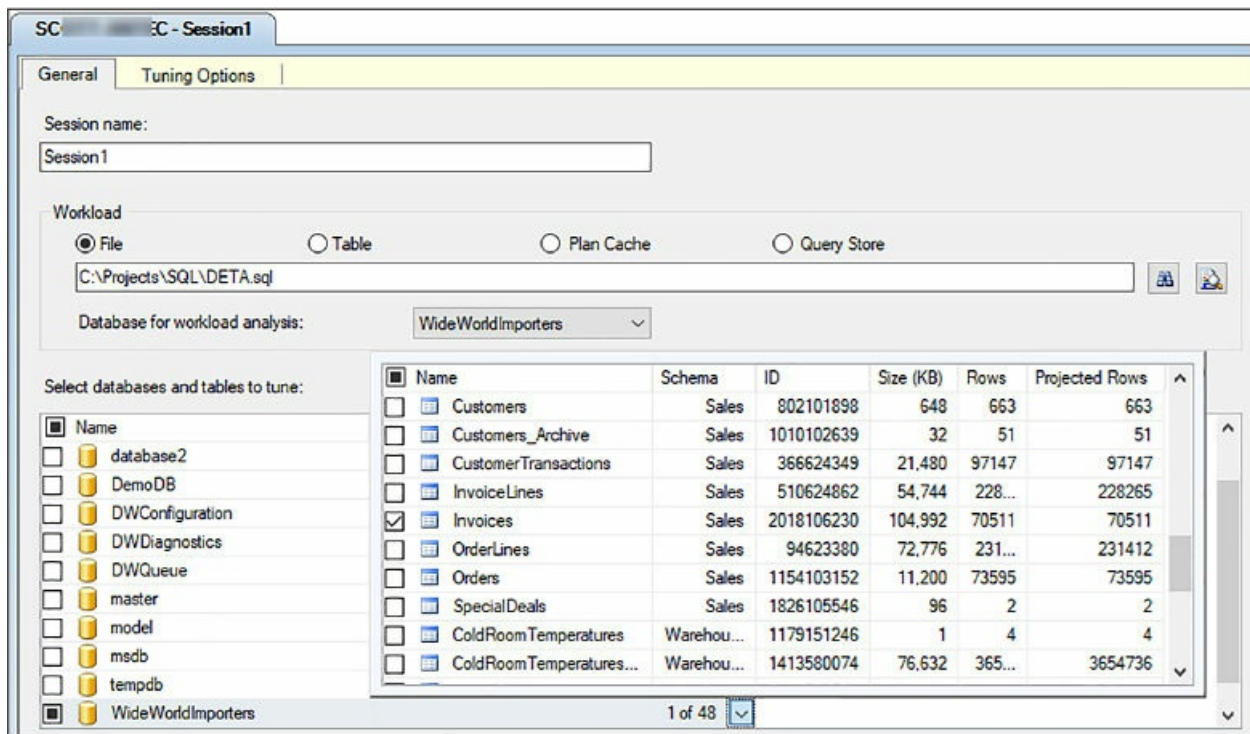 SC EC - Session1
General Tuning Options
Session name:
Session1
Workload
File Table Plan Cache Query Store
C:\Projects\SQL\DETA.sql
Database for workload analysis: WideWorldImporters
Select databases and tables to tune:
Name
database2
DemoDB
DWConfiguration
DWDiagnostics
DWQueue
master
model
msdb
tempdb
WideWorldImporters 1 of 48
Name Schema ID Size (KB) Rows Projected Rows
Customers Sales 802101898 648 663 663
Customers_Archive Sales 1010102639 32 51 51
CustomerTransactions Sales 366624349 21,480 97147 97147
InvoiceLines Sales 510624862 54,744 228... 228265
Invoices Sales 2018106230 104,992 70511 70511
OrderLines Sales 94623380 72,776 231... 231412
Orders Sales 1154103152 11,200 73595 73595
SpecialDeals Sales 1826105546 96 2 2
ColdRoomTemperatures Warehou... 1179151246 1 4 4
ColdRoomTemperatures... Warehou... 1413580074 76,632 365... 3654736